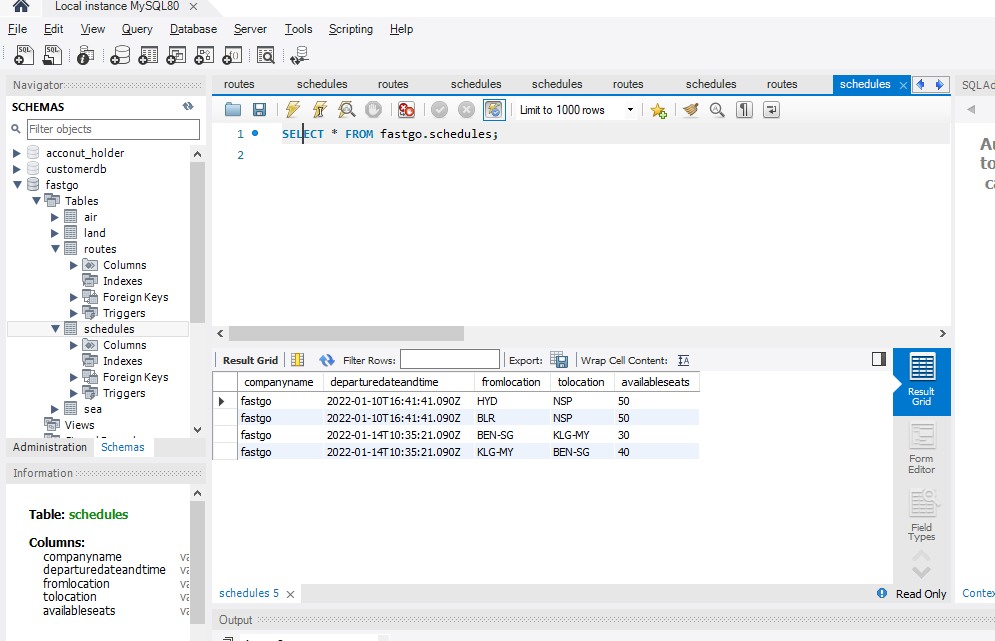 Local instance MySQL80
File Edit View Query Database Server Tools Scripting Help
Navigator
SCHEMAS
Filter objects
acconut_holder
customerdb
fastgo
Tables
air
land
routes
Columns
Indexes
Foreign Keys
Triggers
schedules
Columns
Indexes
Foreign Keys
Triggers
sea
Views
Administration Schemas
Information
Table: schedules
Columns:
companyname va
departuredateandtime va
fromlocation va
tolocation va
availableseats va
routes schedules routes schedules schedules routes schedules routes schedules SQLAc
Limit to 1000 rows
1 SELECT * FROM fastgo.schedules;
2
Au
to
ca
Result Grid Filter Rows: Export: Wrap Cell Content:
companyname departuredateandtime fromlocation tolocation availableseats
fastgo 2022-01-10T16:41:41.090Z HYD NSP 50
fastgo 2022-01-10T16:41:41.090Z BLR NSP 50
fastgo 2022-01-14T10:35:21.090Z BEN-SG KLG-MY 30
fastgo 2022-01-14T10:35:21.090Z KLG-MY BEN-SG 40
Result
Grid
Form
Editor
Field
Types
schedules 5 Read Only Contex
Output